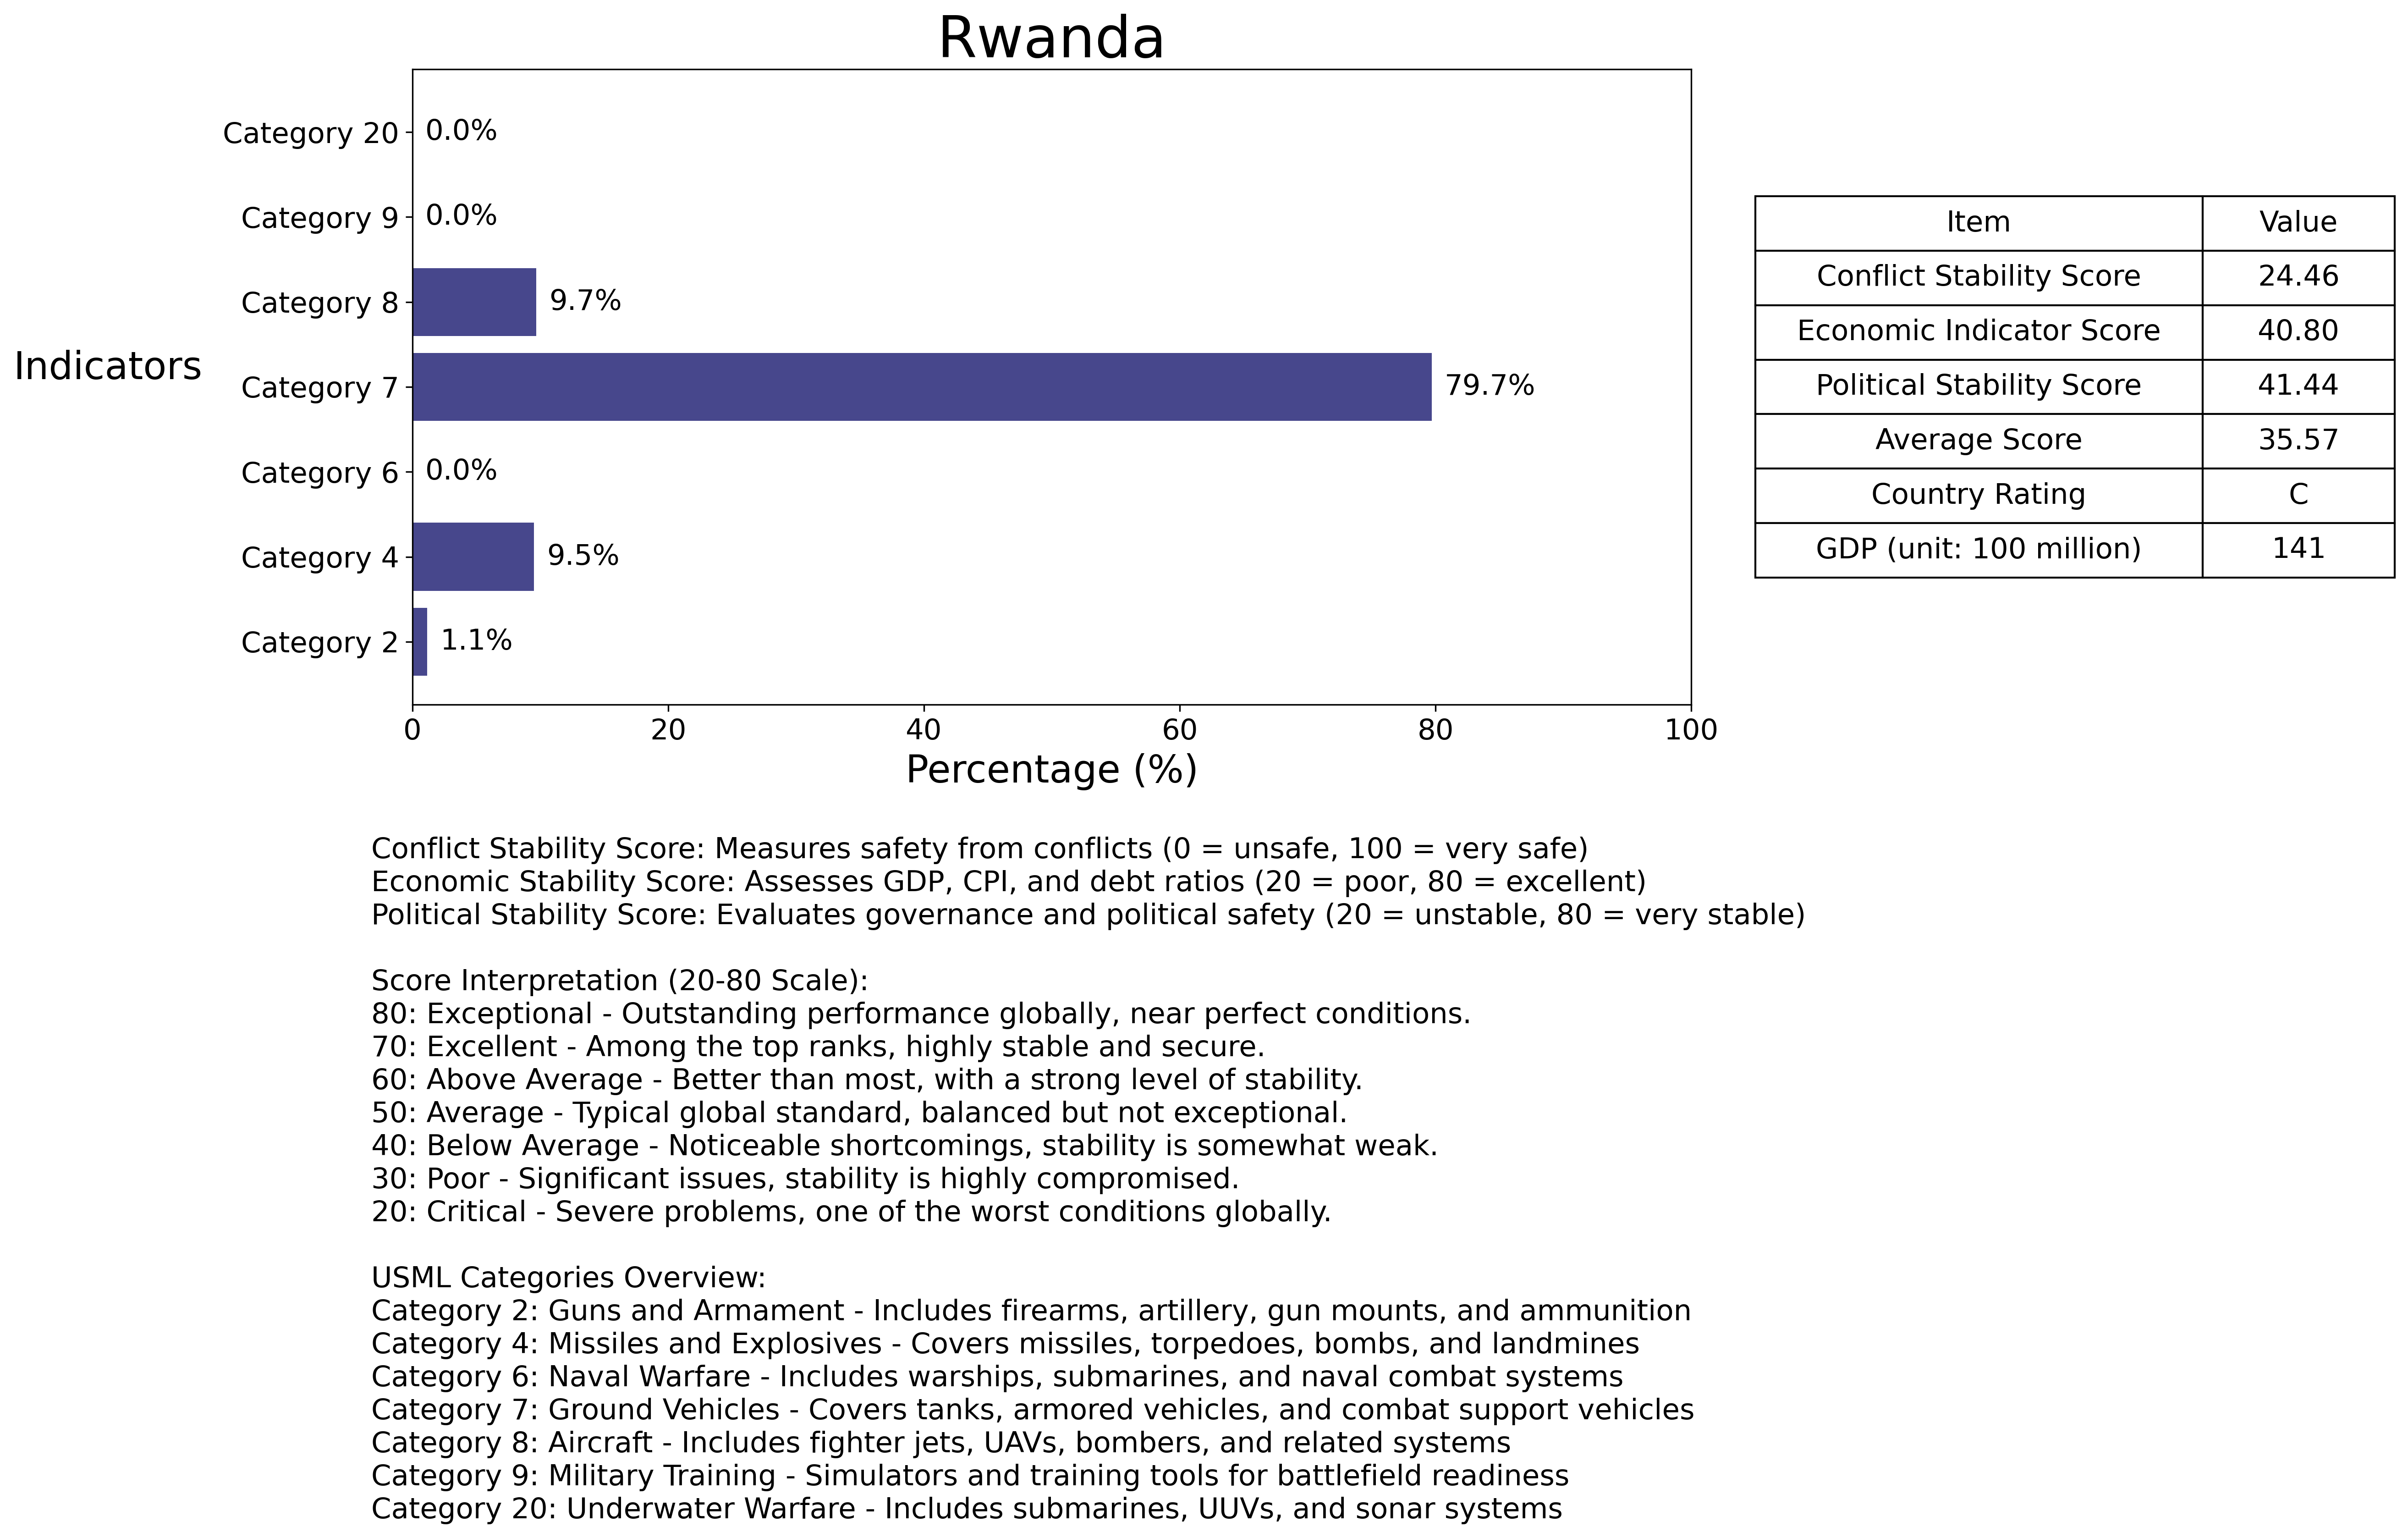 Rwanda
Indicators
Category 20
0.0%
Category 9
0.0%
Category 8
9.7%
Category 7
79.7%
Category 6
0.0%
Category 4
9.5%
Category 2
1.1%
0 20 40 60 80 100
Percentage (%)
Item Value
Conflict Stability Score 24.46
Economic Indicator Score 40.80
Political Stability Score 41.44
Average Score 35.57
Country Rating C
GDP (unit: 100 million) 141
Conflict Stability Score: Measures safety from conflicts (0 = unsafe, 100 = very safe)
Economic Stability Score: Assesses GDP, CPI, and debt ratios (20 = poor, 80 = excellent)
Political Stability Score: Evaluates governance and political safety (20 = unstable, 80 = very stable)
Score Interpretation (20-80 Scale):
80: Exceptional - Outstanding performance globally, near perfect conditions.
70: Excellent - Among the top ranks, highly stable and secure.
60: Above Average - Better than most, with a strong level of stability.
50: Average - Typical global standard, balanced but not exceptional.
40: Below Average - Noticeable shortcomings, stability is somewhat weak.
30: Poor - Significant issues, stability is highly compromised.
20: Critical - Severe problems, one of the worst conditions globally.
USML Categories Overview:
Category 2: Guns and Armament - Includes firearms, artillery, gun mounts, and ammunition
Category 4: Missiles and Explosives - Covers missiles, torpedoes, bombs, and landmines
Category 6: Naval Warfare - Includes warships, submarines, and naval combat systems
Category 7: Ground Vehicles - Covers tanks, armored vehicles, and combat support vehicles
Category 8: Aircraft - Includes fighter jets, UAVs, bombers, and related systems
Category 9: Military Training - Simulators and training tools for battlefield readiness
Category 20: Underwater Warfare - Includes submarines, UUVs, and sonar systems